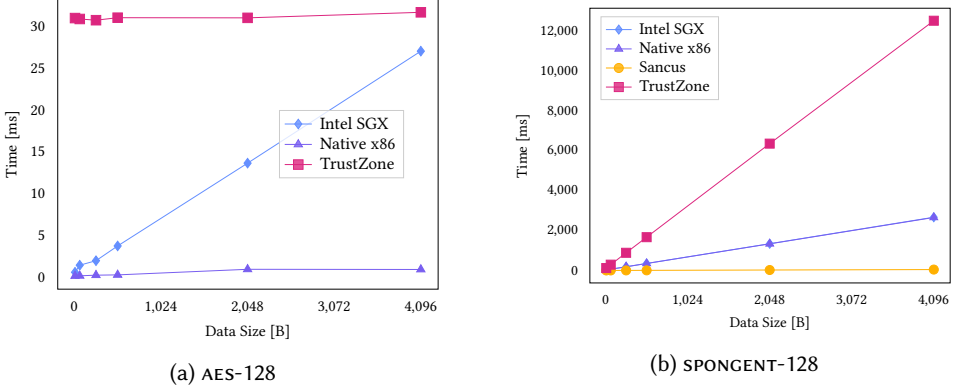 30
25
20
15
10
5
0
Time [ms]
Intel SGX
Native x86
TrustZone
0 1,024 2,048 3,072 4,096
Data Size [B]
(a) AES-128
12,000
10,000
8,000
6,000
4,000
2,000
0
Time [ms]
Intel SGX
Native x86
Sancus
TrustZone
0 1,024 2,048 3,072 4,096
Data Size [B]
(b) SPONGENT-128